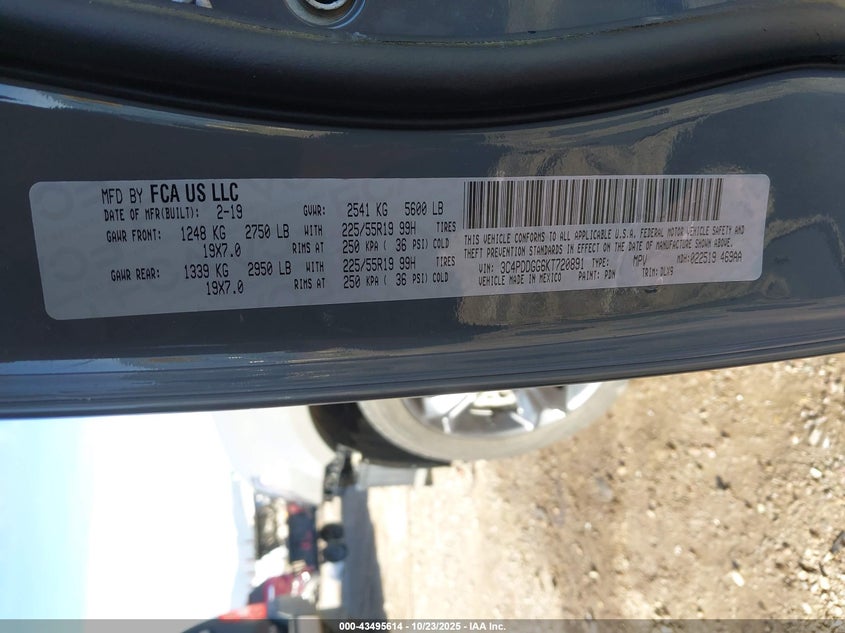 MFD BY FCA US LLC
DATE OF MFR(BUILT): 2-19 GVWR: 2541 KG 5600 LB
GAWR FRONT: 1248 KG 2750 LB WITH 225/55R19 99H TIRES
19X7.0 RIMS AT 250 KPA ( 36 PSI) COLD
GAWR REAR: 1339 KG 2950 LB WITH 225/55R19 99H TIRES
19X7.0 RIMS AT 250 KPA ( 36 PSI) COLD
THIS VEHICLE CONFORMS TO ALL APPLICABLE U.S.A. FEDERAL MOTOR VEHICLE SAFETY AND
THEFT PREVENTION STANDARDS IN EFFECT ON THE DATE OF MANUFACTURE SHOWN ABOVE.
VIN: 3C4PDDGG6KT720891 TYPE: MPV MDH:022519 469AA
VEHICLE MADE IN MEXICO PAINT: PDN TRIM: DLX9
000-43495614 - 10/23/2025 - IAA Inc.